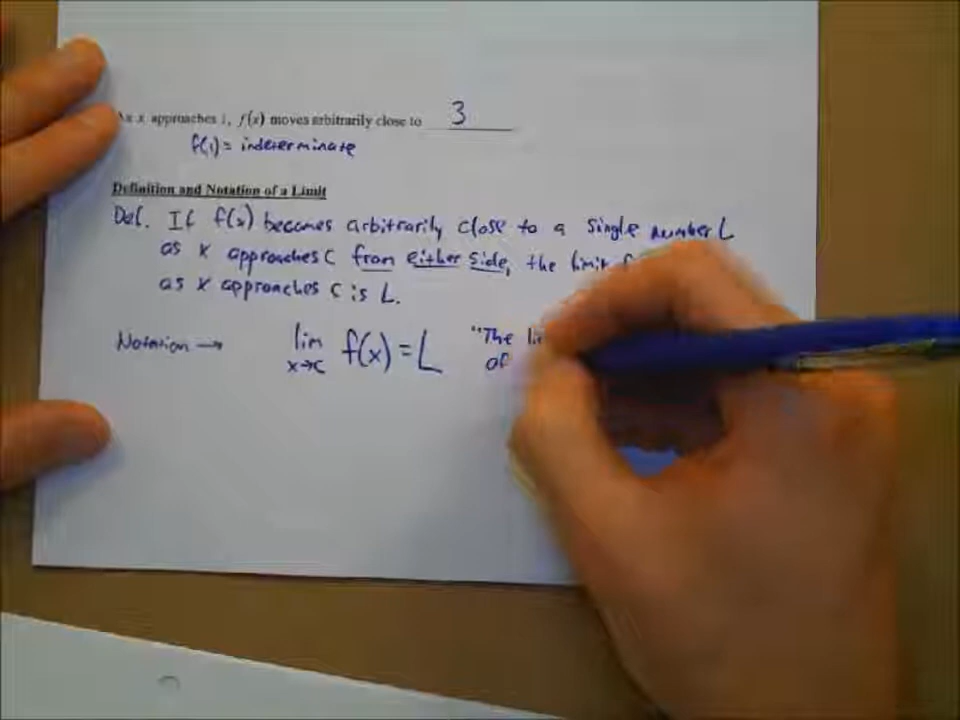 As x approaches 1, f(x) moves arbitrarily close to 3
f(1) = indeterminate
Definition and Notation of a Limit
Def. If f(x) becomes arbitrarily close to a single number L
as x approaches C from either side, the limit
as x approaches C is L.
Notation → lim x→c f(x) = L "The
of